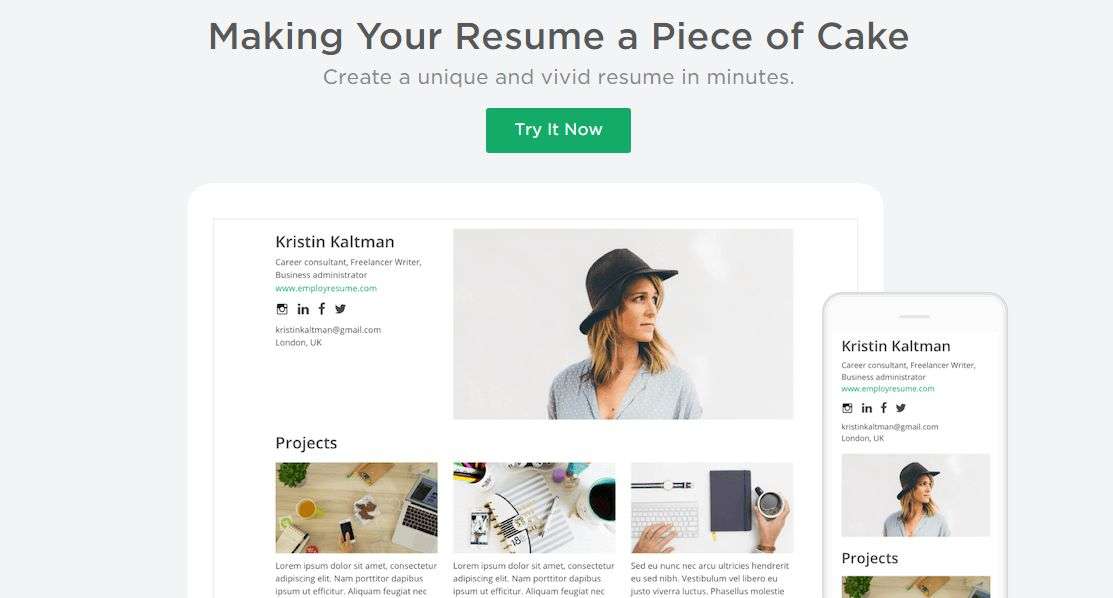 Making Your Resume a Piece of Cake
Create a unique and vivid resume in minutes.
Try It Now
Kristin Kaltman
Career consultant, Freelancer Writer,
Business administrator
www.employresume.com
kristinkaltman@gmail.com
London, UK
Projects
Lorem ipsum dolor sit amet, consectetur
adipiscing elit. Nam porttitor dapibus
ipsum ut efficitur. Aliquam feugiat nec
Lorem ipsum dolor sit amet, consectetur
adipiscing elit. Nam porttitor dapibus
ipsum ut efficitur. Aliquam feugiat nec
Sed eu nunc nec arcu ultricies hendrerit
eu sed nibh. Vestibulum vel libero eu
justo viverra luctus. Phasellus molestie
Kristin Kaltman
Career consultant, Freelancer Writer,
Business administrator
www.employresume.com
kristinkaltman@gmail.com
London, UK
Projects